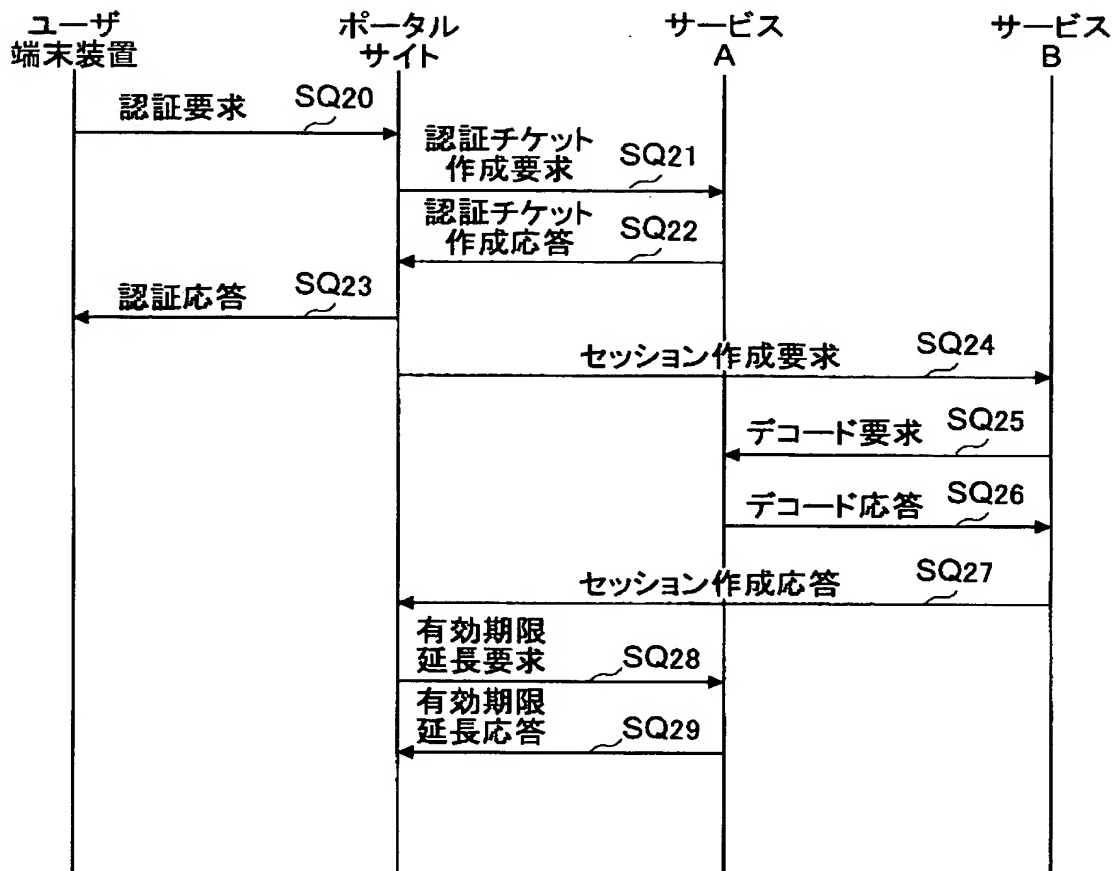 ユーザ
端末装置
ポータル
サイト
サービス
A
サービス
B
認証要求
SQ20
認証チケット
作成要求
SQ21
認証チケット
作成応答
SQ22
認証応答
SQ23
セッション作成要求
SQ24
デコード要求
SQ25
デコード応答
SQ26
セッション作成応答
SQ27
有効期限
延長要求
SQ28
有効期限
延長応答
SQ29